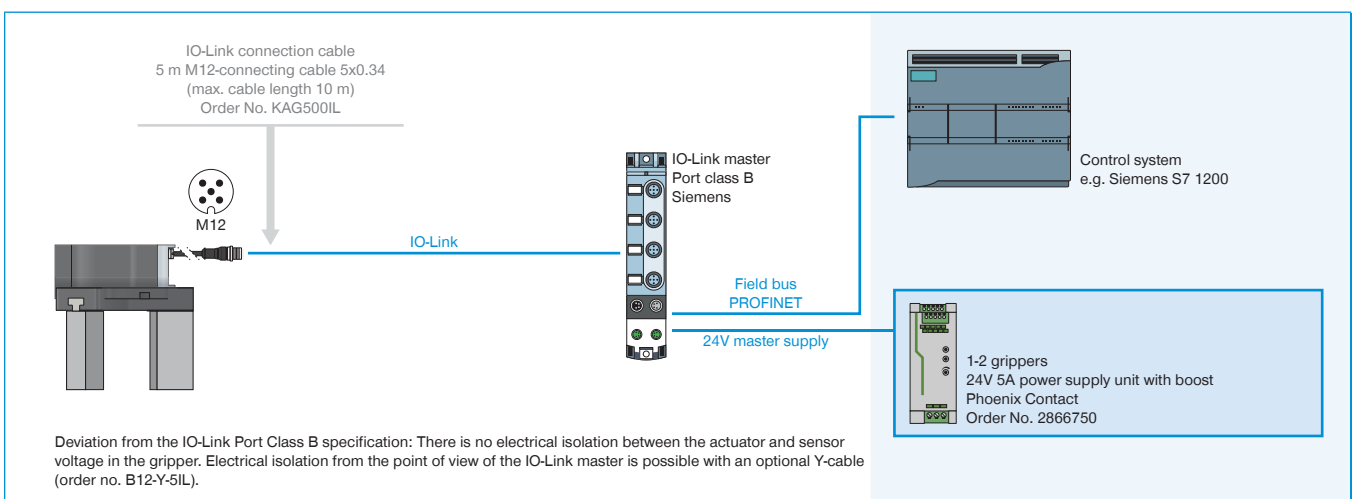 IO-Link connection cable
5 m M12-connecting cable 5x0.34
(max. cable length 10 m)
Order No. KAG500IL
M12
IO-Link
IO-Link master
Port class B
Siemens
Control system
e.g. Siemens S7 1200
Field bus
PROFINET
24V master supply
1-2 grippers
24V 5A power supply unit with boost
Phoenix Contact
Order No. 2866750
Deviation from the IO-Link Port Class B specification: There is no electrical isolation between the actuator and sensor
voltage in the gripper. Electrical isolation from the point of view of the IO-Link master is possible with an optional Y-cable
(order no. B12-Y-5IL).